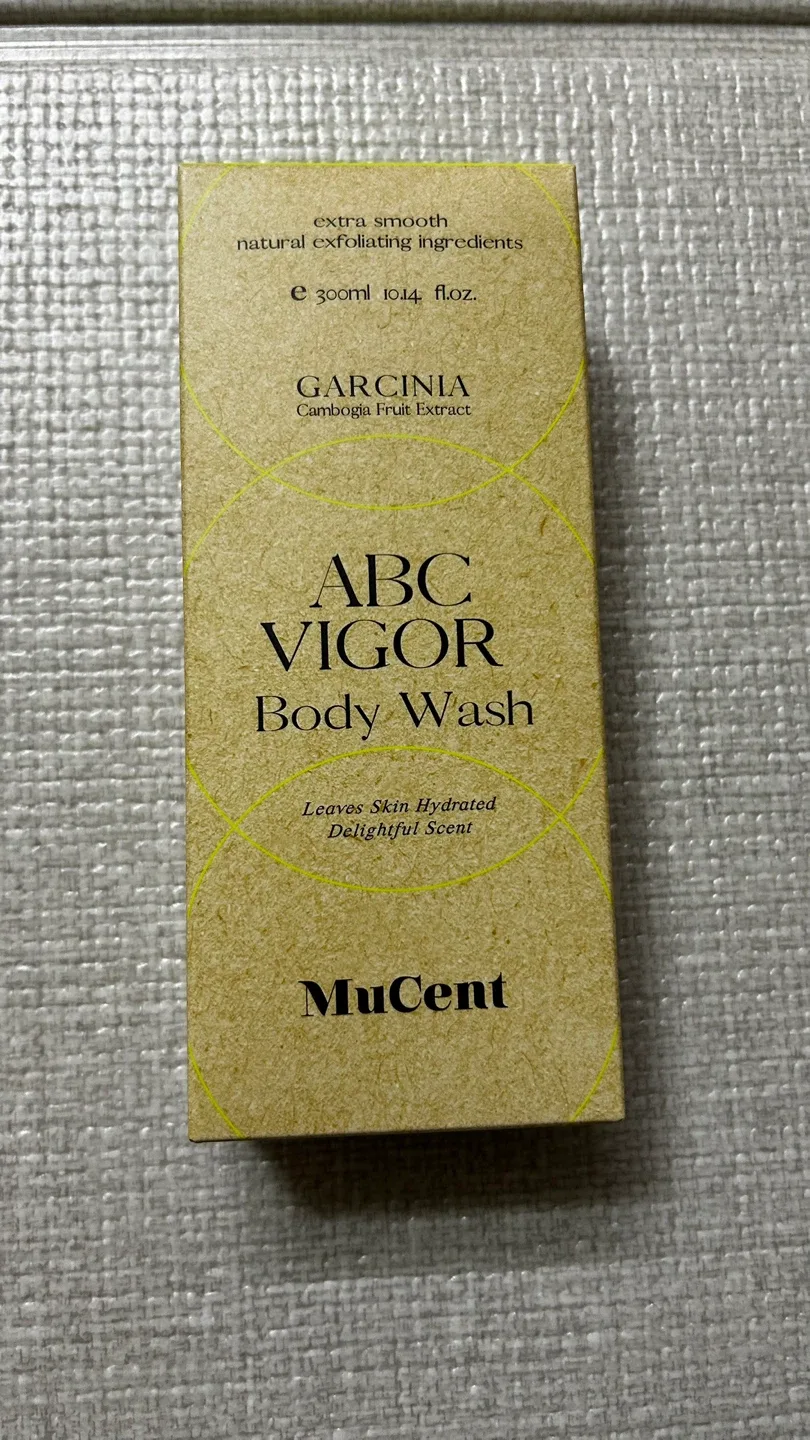 extra smooth
natural exfoliating ingredients
℮ 300ml 10.14 fl.oz.
GARCINIA
Cambogia Fruit Extract
ABC
VIGOR
Body Wash
Leaves Skin Hydrated
Delightful Scent
MuCent